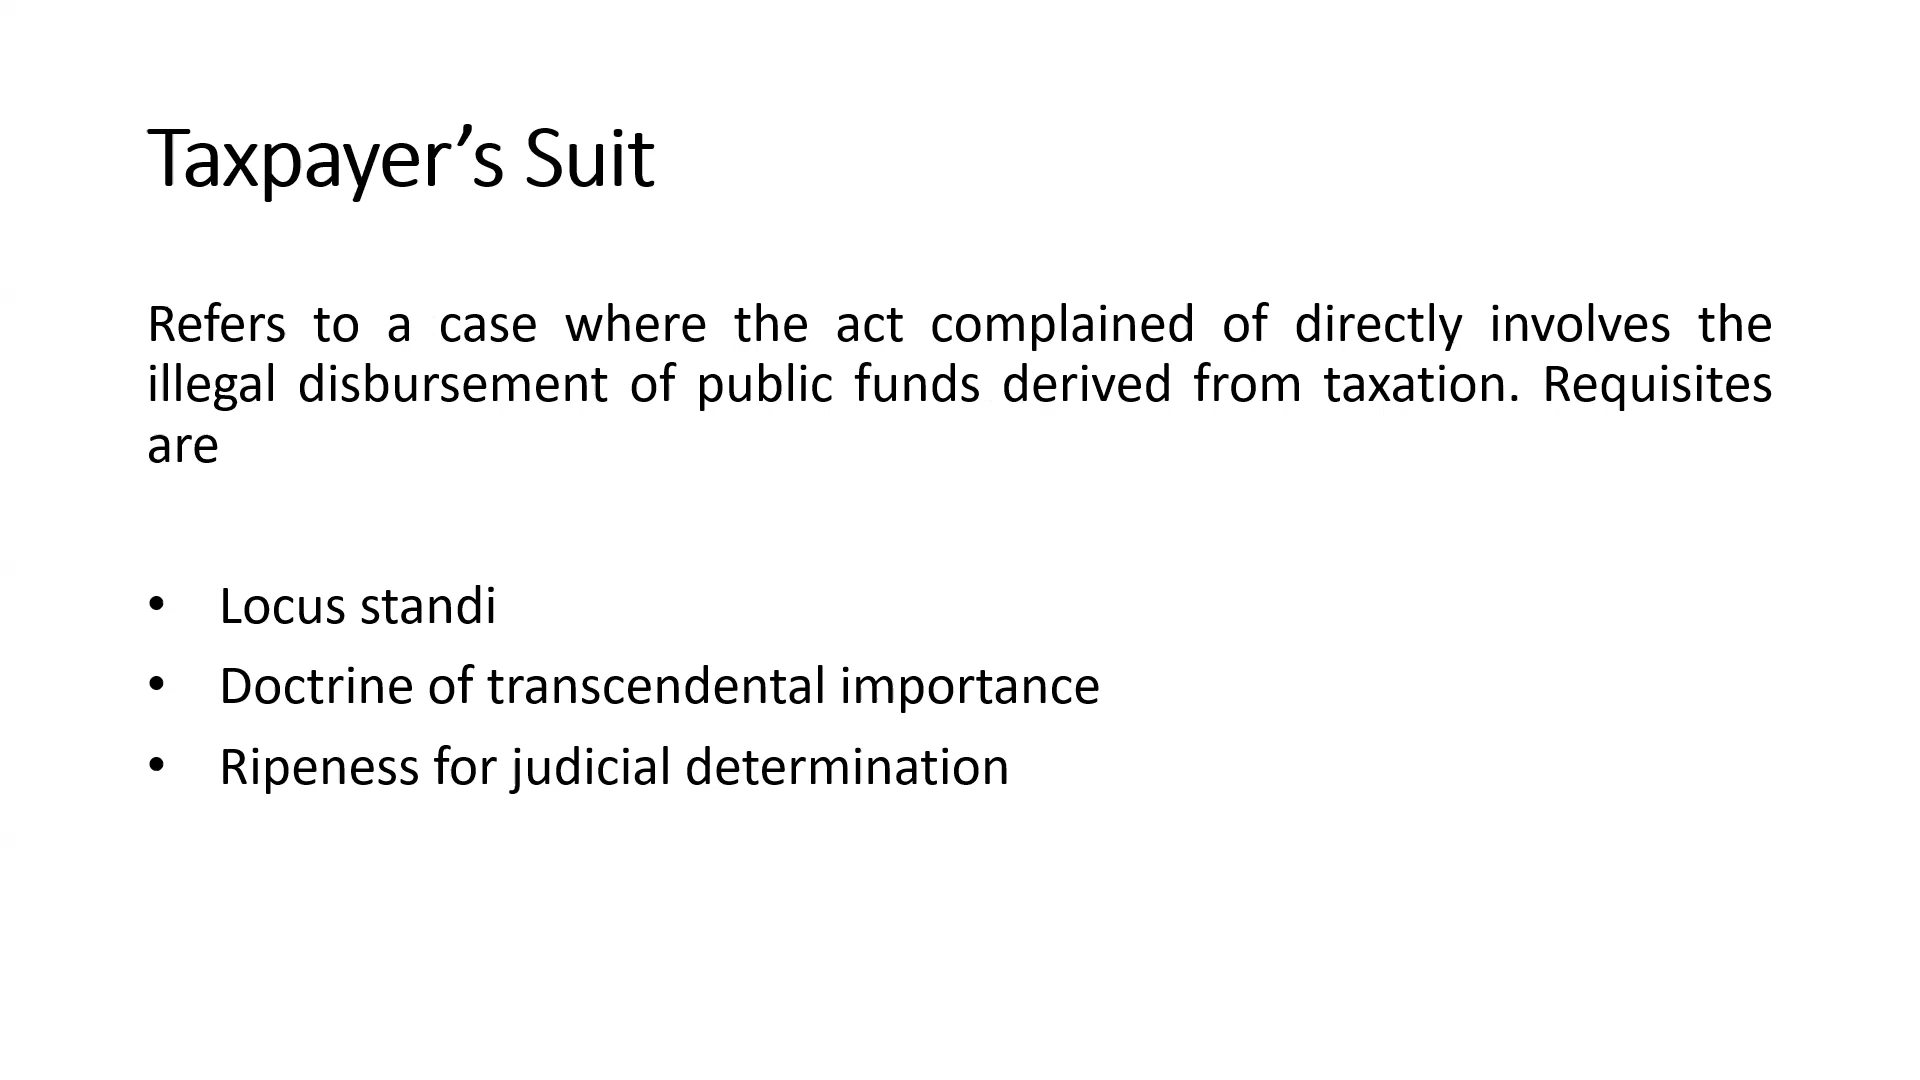 Taxpayer’s Suit
Refers to a case where the act complained of directly involves the
illegal disbursement of public funds derived from taxation. Requisites
are
• Locus standi
• Doctrine of transcendental importance
• Ripeness for judicial determination